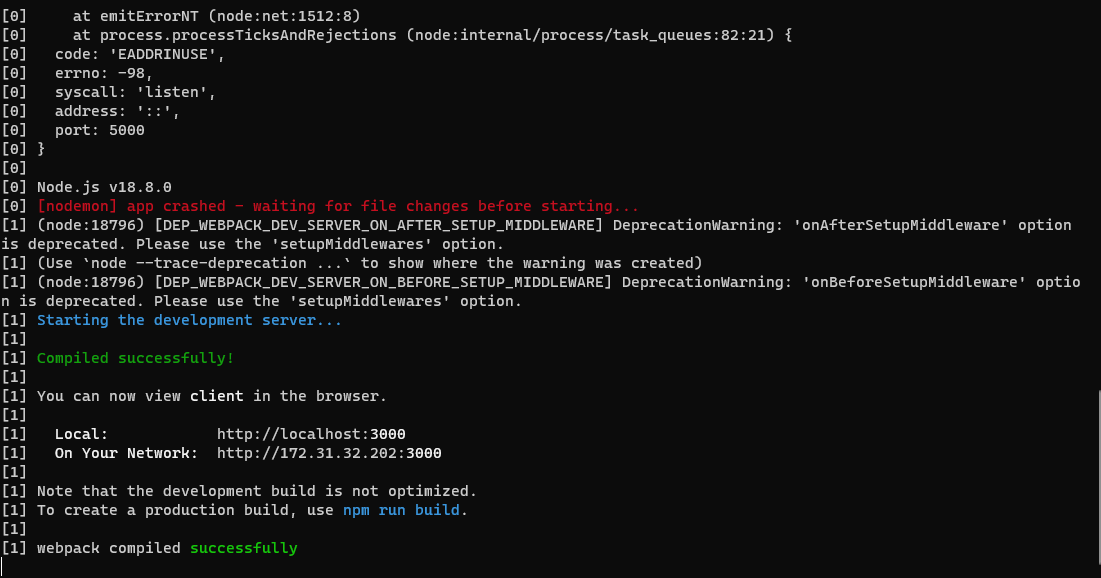 [0]     at emitErrorNT (node:net:1512:8)
[0]     at process.processTicksAndRejections (node:internal/process/task_queues:82:21) {
[0]   code: 'EADDRINUSE',
[0]   errno: -98,
[0]   syscall: 'listen',
[0]   address: '::',
[0]   port: 5000
[0] }
[0]
[0] Node.js v18.8.0
[0] [nodemon] app crashed - waiting for file changes before starting...
[1] (node:18796) [DEP_WEBPACK_DEV_SERVER_ON_AFTER_SETUP_MIDDLEWARE] DeprecationWarning: 'onAfterSetupMiddleware' option
is deprecated. Please use the 'setupMiddlewares' option.
[1] (Use `node --trace-deprecation ...` to show where the warning was created)
[1] (node:18796) [DEP_WEBPACK_DEV_SERVER_ON_BEFORE_SETUP_MIDDLEWARE] DeprecationWarning: 'onBeforeSetupMiddleware' optio
n is deprecated. Please use the 'setupMiddlewares' option.
[1] Starting the development server...
[1]
[1] Compiled successfully!
[1]
[1] You can now view client in the browser.
[1]
[1]   Local:            http://localhost:3000
[1]   On Your Network:  http://172.31.32.202:3000
[1]
[1] Note that the development build is not optimized.
[1] To create a production build, use npm run build.
[1]
[1] webpack compiled successfully